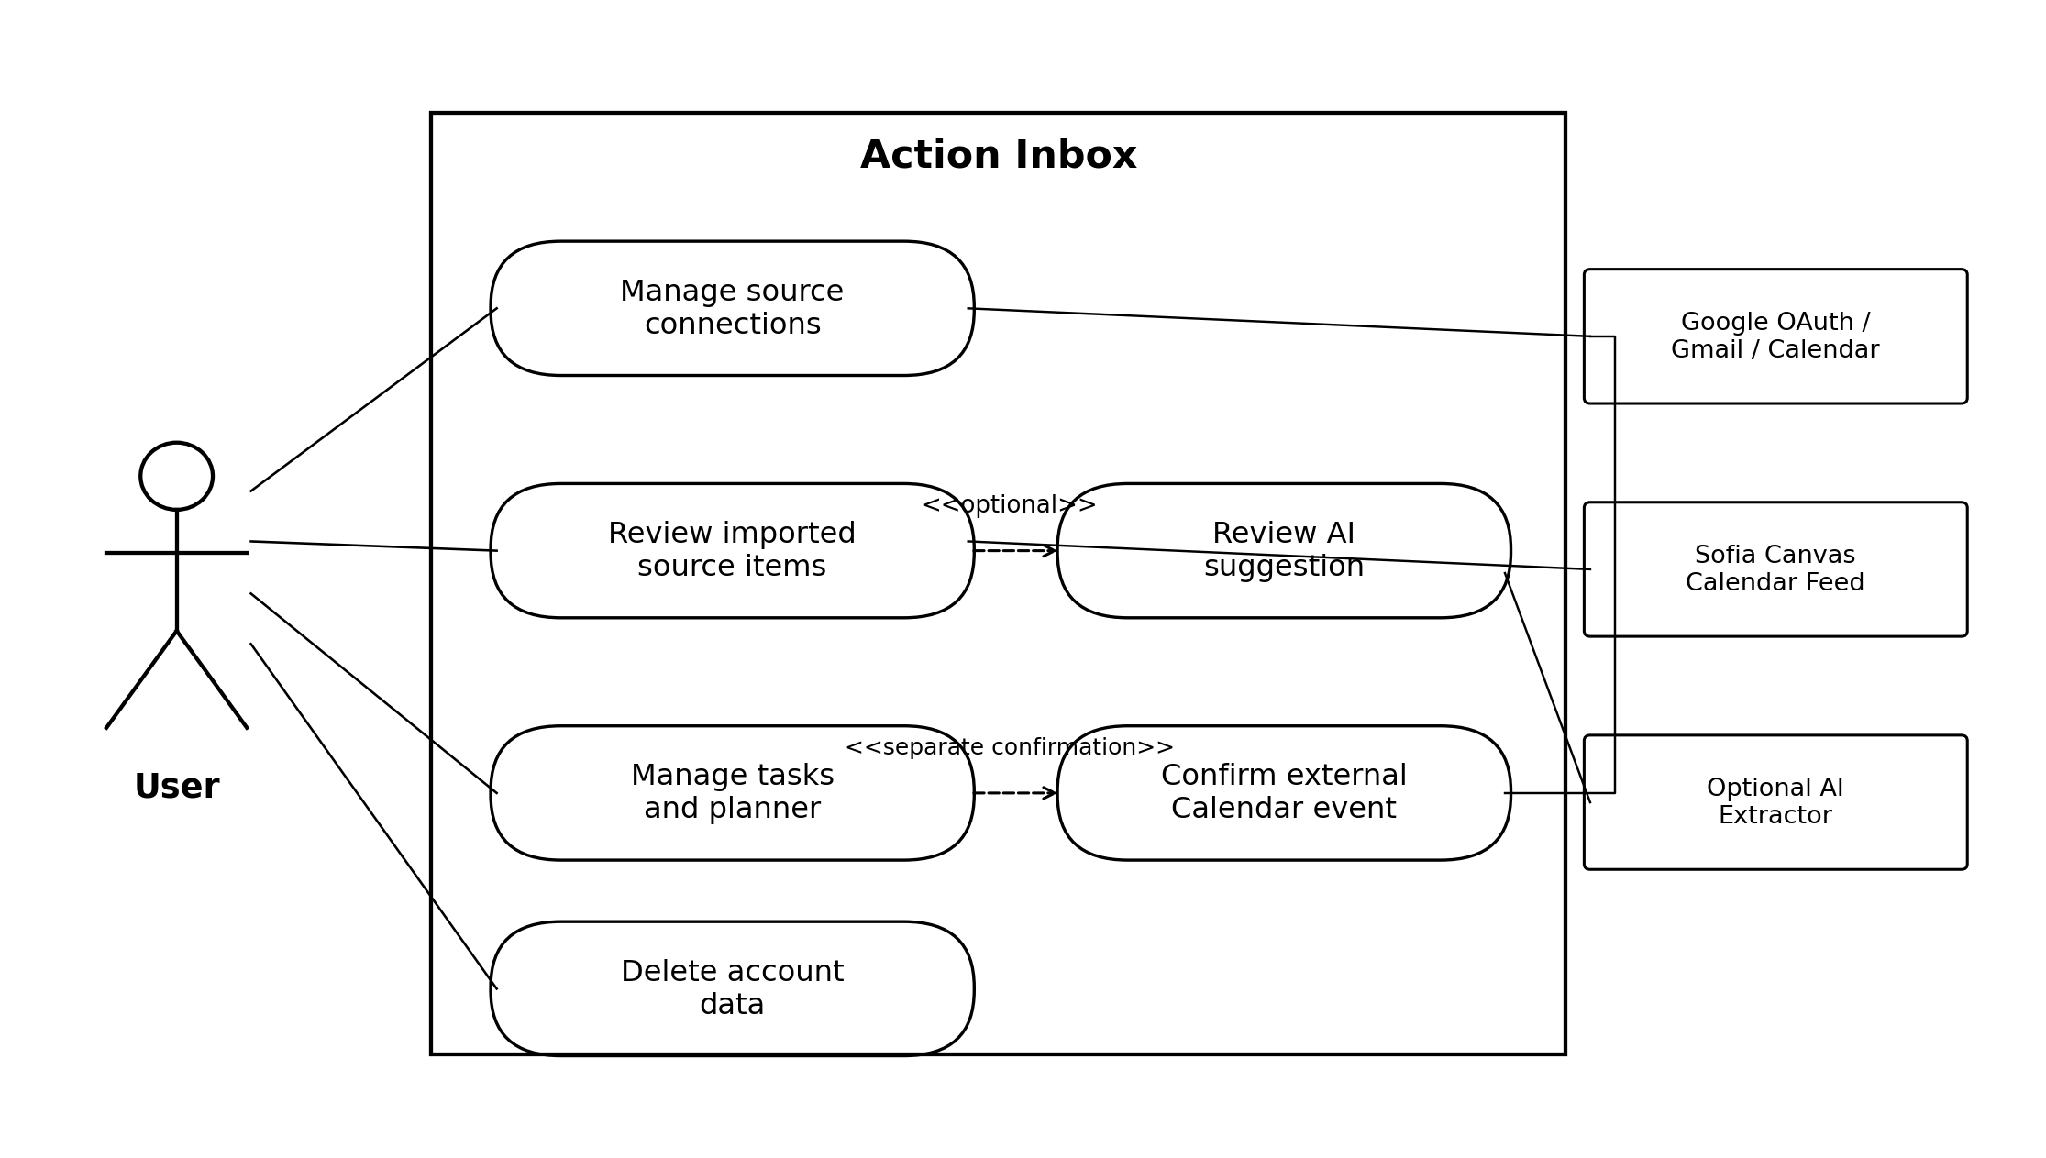 Action Inbox
Manage source
connections
Google OAuth /
Gmail / Calendar
<<optional>>
Review imported
source items
Review AI
suggestion
Sofia Canvas
Calendar Feed
<<separate confirmation>>
Manage tasks
and planner
Confirm external
Calendar event
Optional AI
Extractor
User
Delete account
data